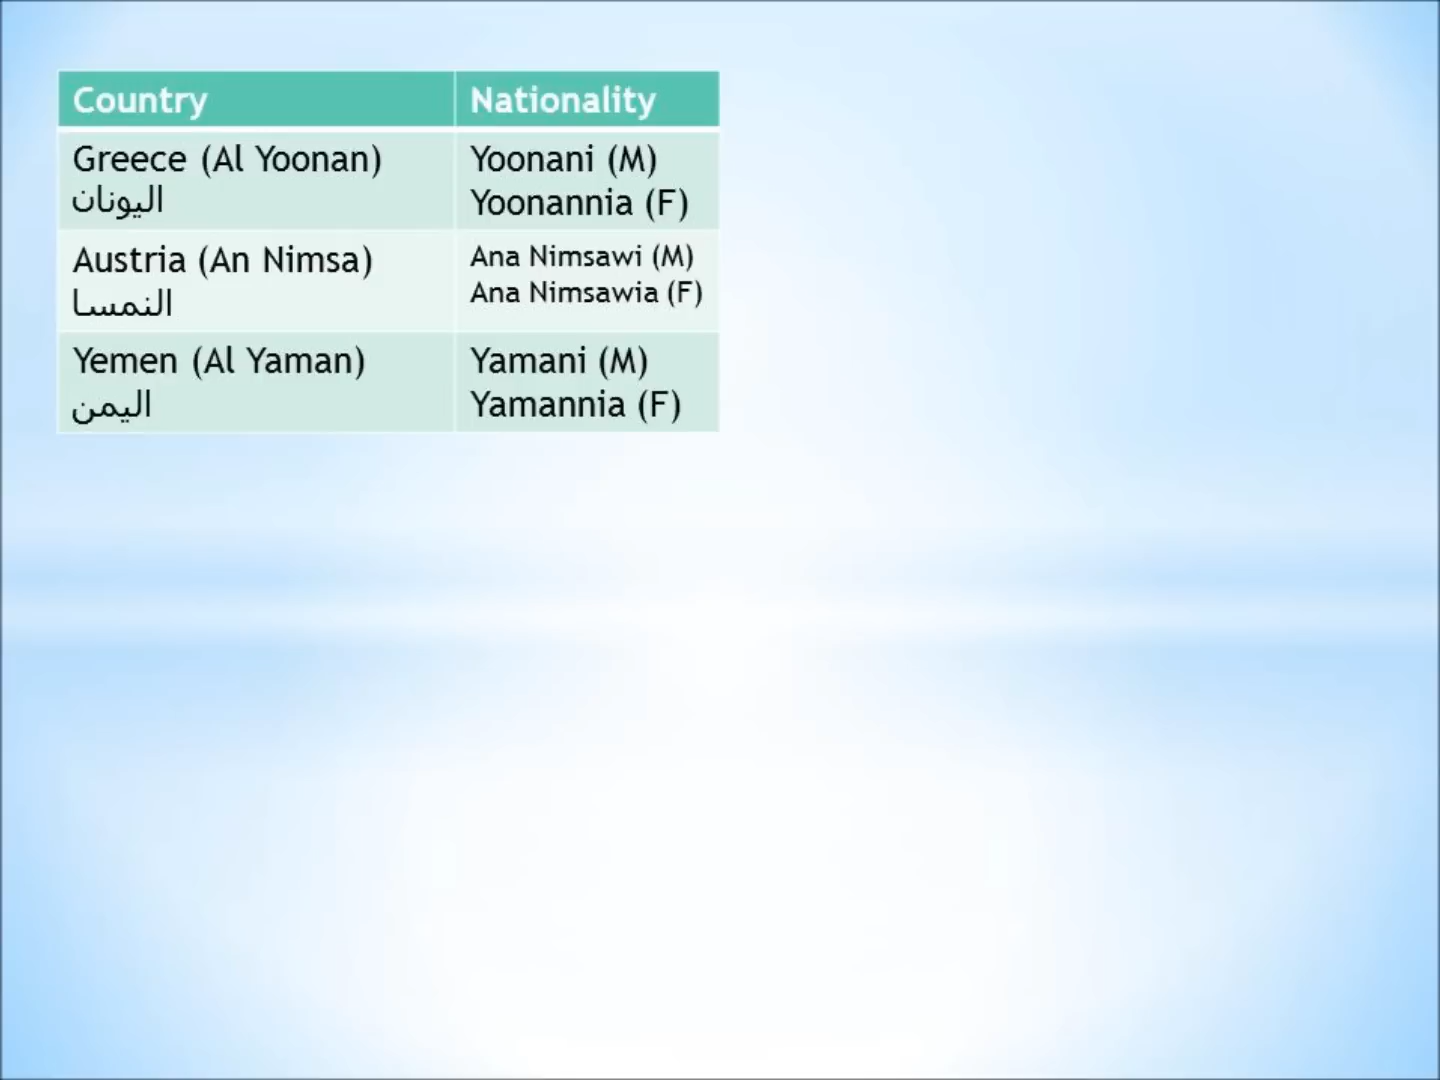 Country
Nationality
Greece (Al Yoonan)
اليونان
Yoonani (M)
Yoonannia (F)
Austria (An Nimsa)
النمسا
Ana Nimsawi (M)
Ana Nimsawia (F)
Yemen (Al Yaman)
اليمن
Yamani (M)
Yamannia (F)